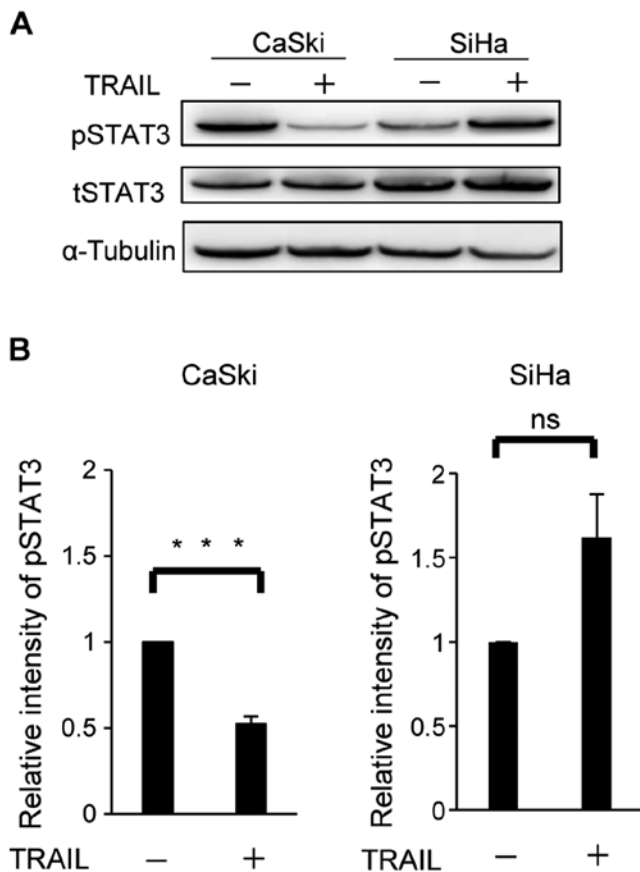 A
CaSki SiHa
TRAIL – + – +
pSTAT3
tSTAT3
α-Tubulin
B
CaSki
Relative intensity of pSTAT3
2
1.5
1
0.5
0
* * *
TRAIL – +
SiHa
ns
Relative intensity of pSTAT3
2
1.5
1
0.5
0
TRAIL – +